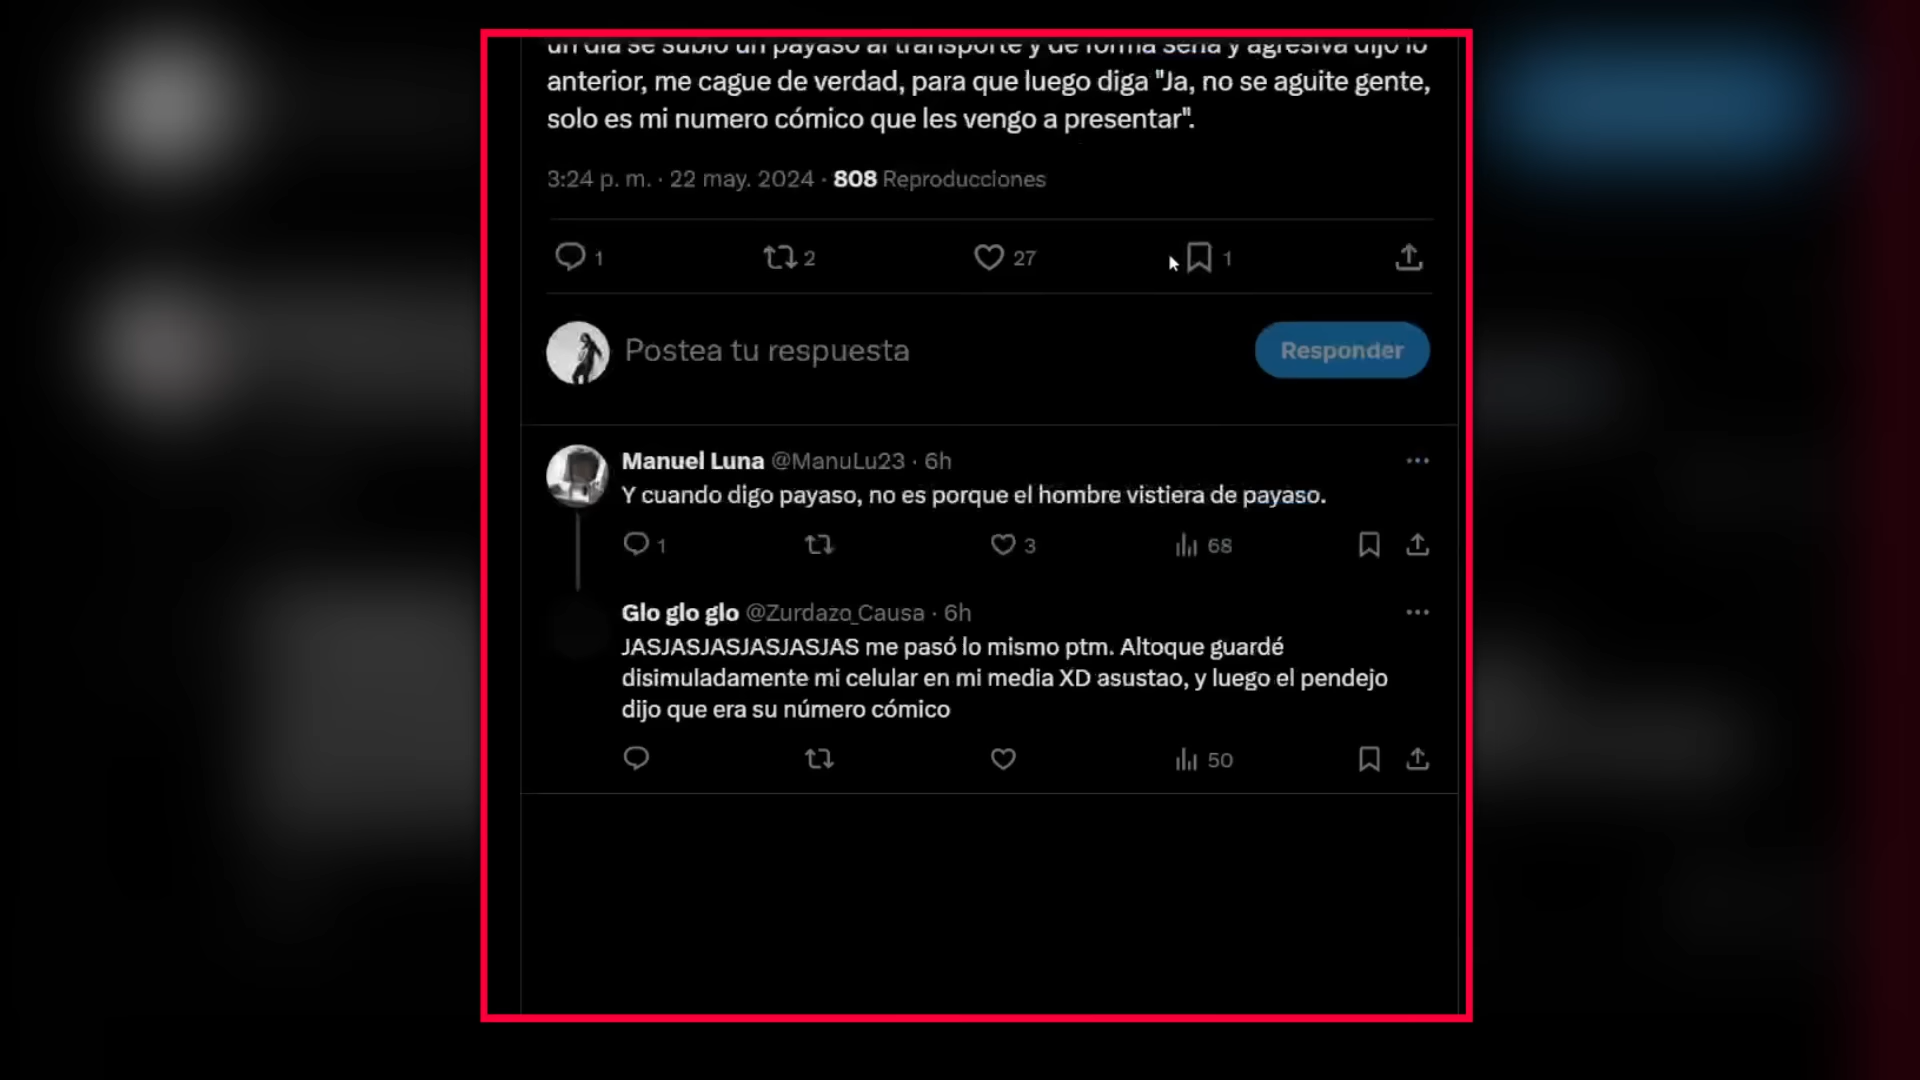 un día se subió un payaso al transporte y de forma seria y agresiva dijo lo
anterior, me cague de verdad, para que luego diga "Ja, no se aguite gente,
solo es mi numero cómico que les vengo a presentar".
3:24 p. m. · 22 may. 2024 · 808 Reproducciones
1 2 27 1
Postea tu respuesta Responder
Manuel Luna @ManuLu23 · 6h
Y cuando digo payaso, no es porque el hombre vistiera de payaso.
1 3 68
Glo glo glo @Zurdazo_Causa · 6h
JASJASJASJASJASJAS me pasó lo mismo ptm. Altoque guardé
disimuladamente mi celular en mi media XD asustao, y luego el pendejo
dijo que era su número cómico
50